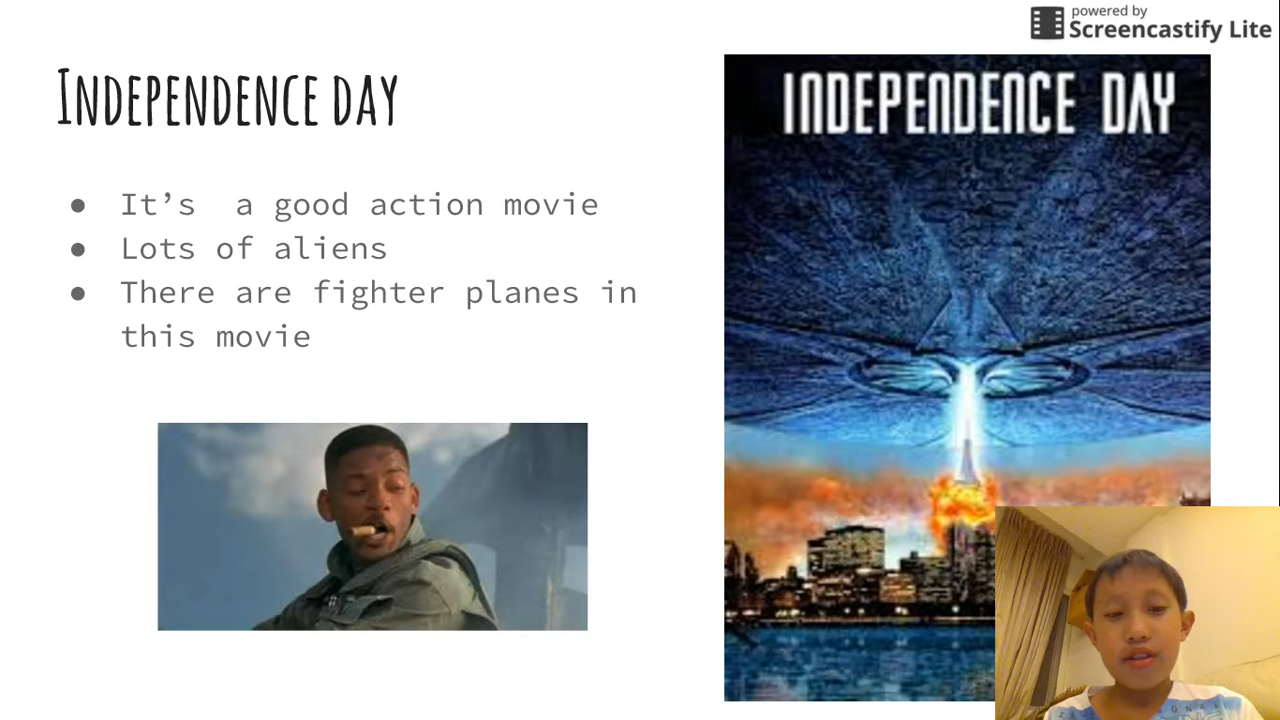 powered by
Screencastify Lite
Independence day
INDEPENDENCE DAY
● It’s  a good action movie
● Lots of aliens
● There are fighter planes in
this movie